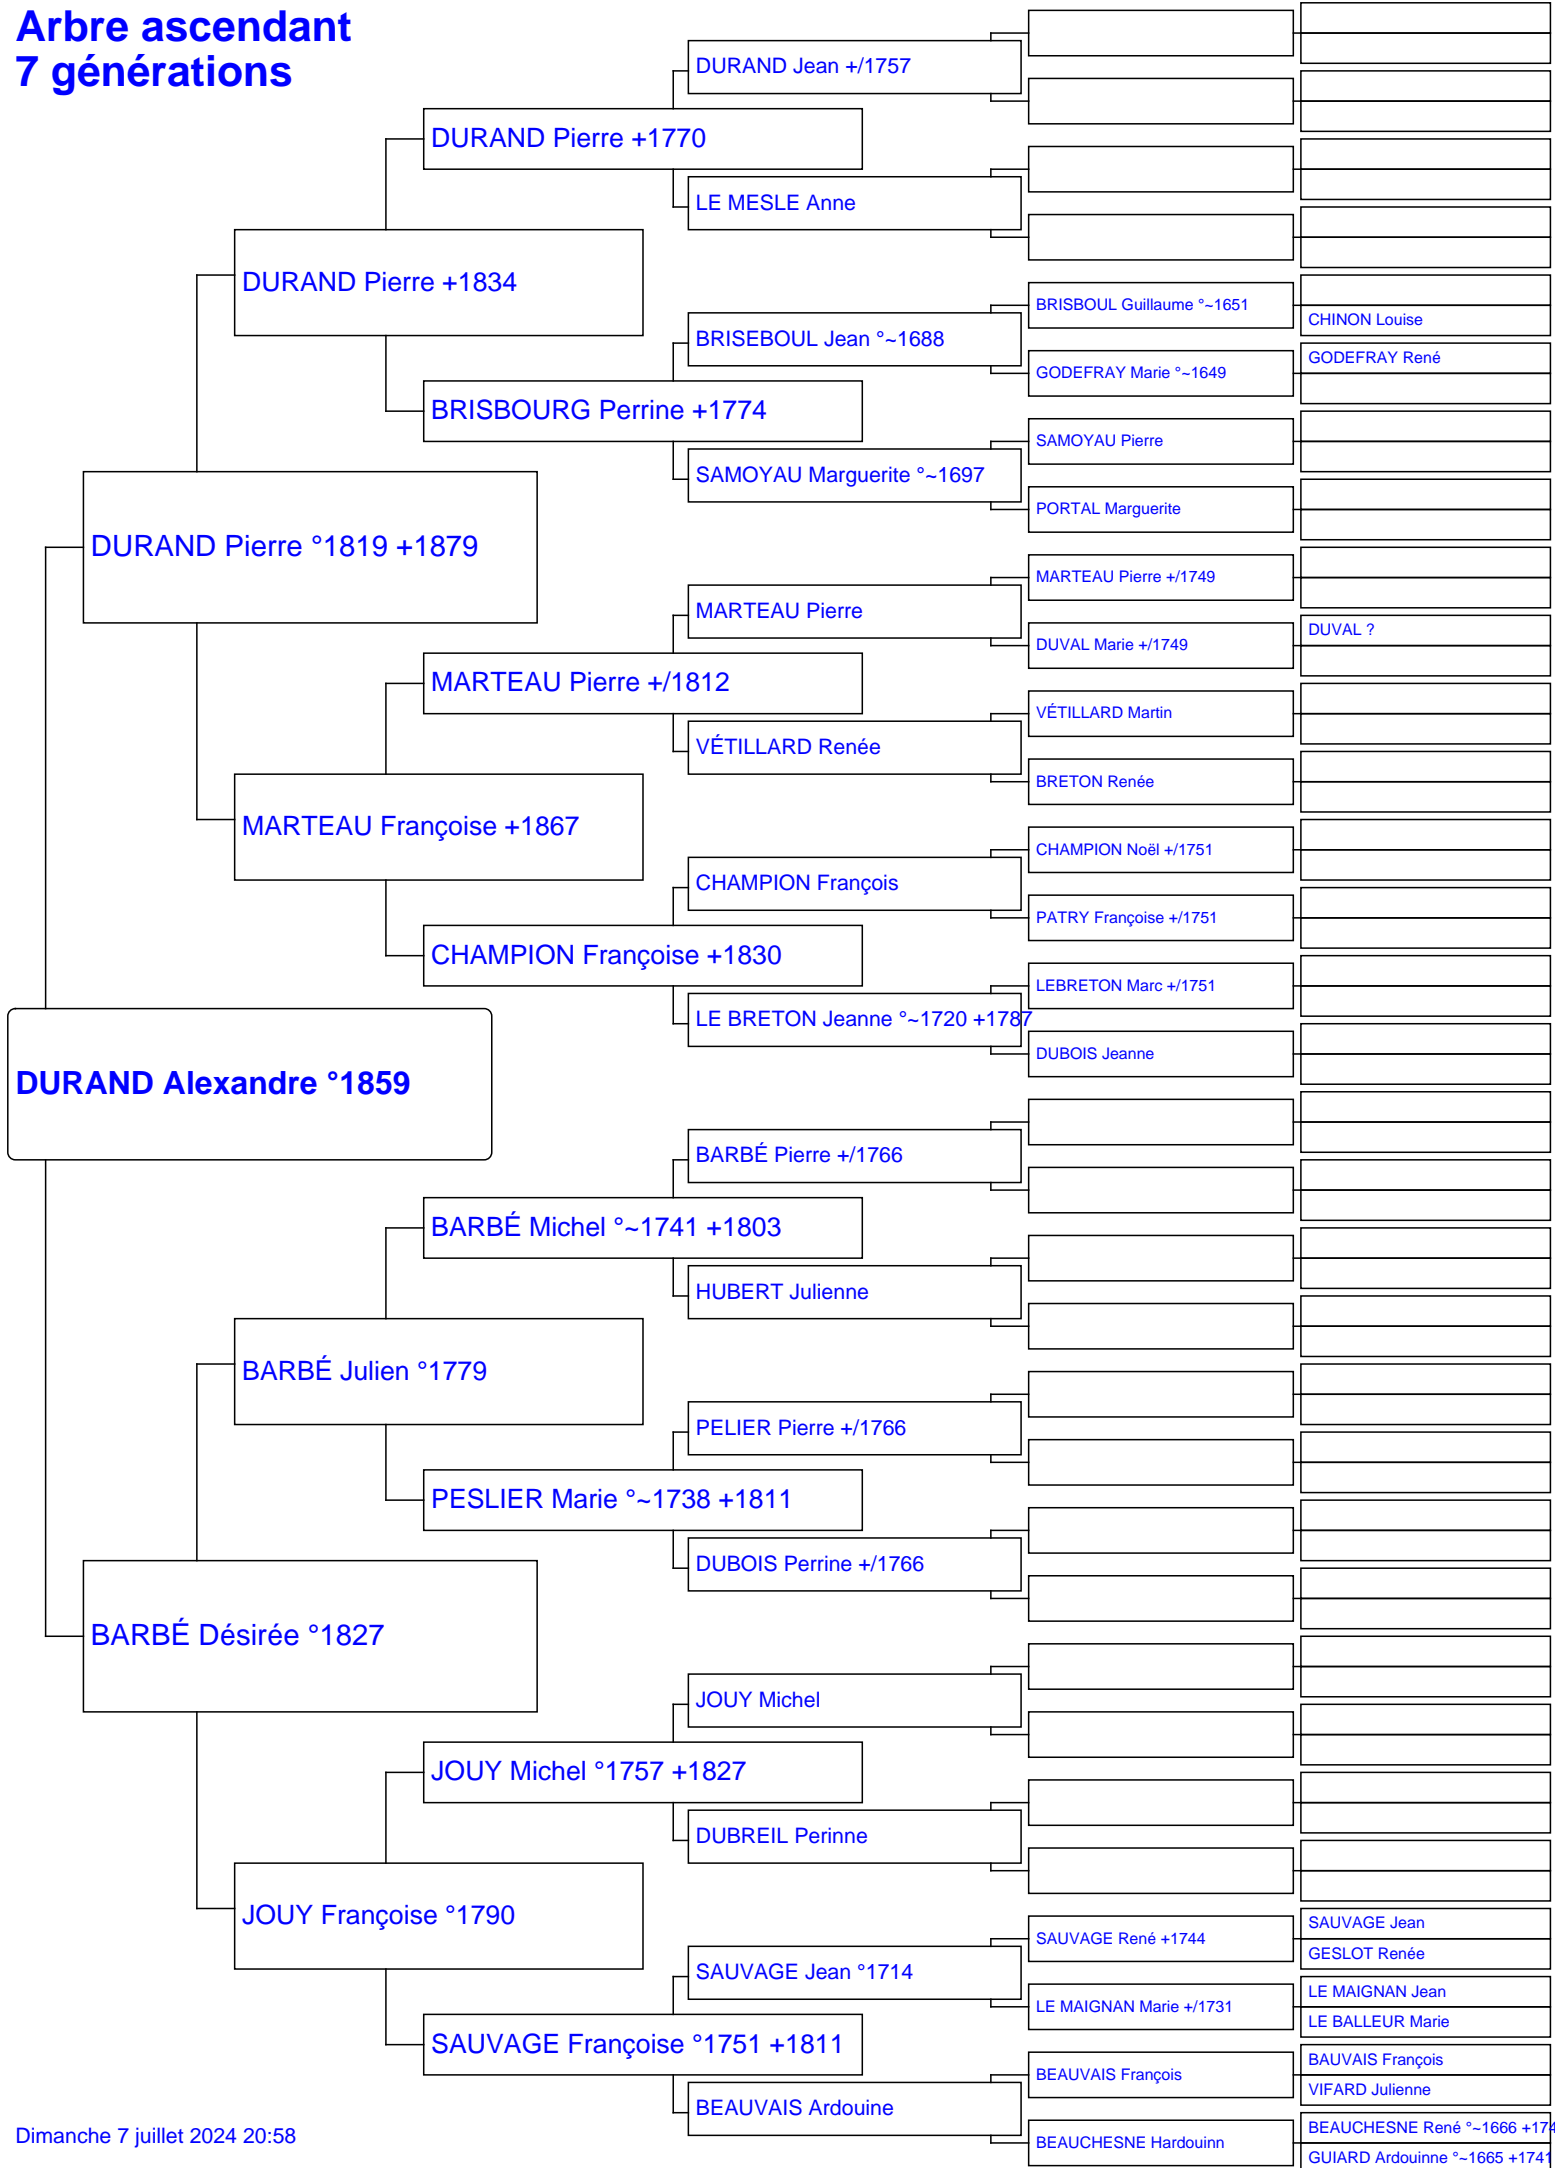 Arbre ascendant
7 générations
DURAND Jean +/1757
DURAND Pierre +1770
LE MESLE Anne
DURAND Pierre +1834
BRISBOUL Guillaume °~1651
CHINON Louise
BRISEBOUL Jean °~1688
GODEFRAY René
GODEFRAY Marie °~1649
BRISBOURG Perrine +1774
SAMOYAU Pierre
SAMOYAU Marguerite °~1697
PORTAL Marguerite
DURAND Pierre °1819 +1879
MARTEAU Pierre +/1749
MARTEAU Pierre
DUVAL ?
DUVAL Marie +/1749
MARTEAU Pierre +/1812
VÉTILLARD Martin
VÉTILLARD Renée
BRETON Renée
MARTEAU Françoise +1867
CHAMPION Noël +/1751
CHAMPION François
PATRY Françoise +/1751
CHAMPION Françoise +1830
LEBRETON Marc +/1751
LE BRETON Jeanne °~1720 +1787
DUBOIS Jeanne
DURAND Alexandre °1859
BARBÉ Pierre +/1766
BARBÉ Michel °~1741 +1803
HUBERT Julienne
BARBÉ Julien °1779
PELIER Pierre +/1766
PESLIER Marie °~1738 +1811
DUBOIS Perrine +/1766
BARBÉ Désirée °1827
JOUY Michel
JOUY Michel °1757 +1827
DUBREIL Perinne
JOUY Françoise °1790
SAUVAGE Jean
SAUVAGE René +1744
GESLOT Renée
SAUVAGE Jean °1714
LE MAIGNAN Jean
LE MAIGNAN Marie +/1731
LE BALLEUR Marie
SAUVAGE Françoise °1751 +1811
BAUVAIS François
BEAUVAIS François
VIFARD Julienne
BEAUVAIS Ardouine
BEAUCHESNE René °~1666
BEAUCHESNE Hardouinn
GUIARD Ardouinne °~1665 +1741
Dimanche 7 juillet 2024 20:58